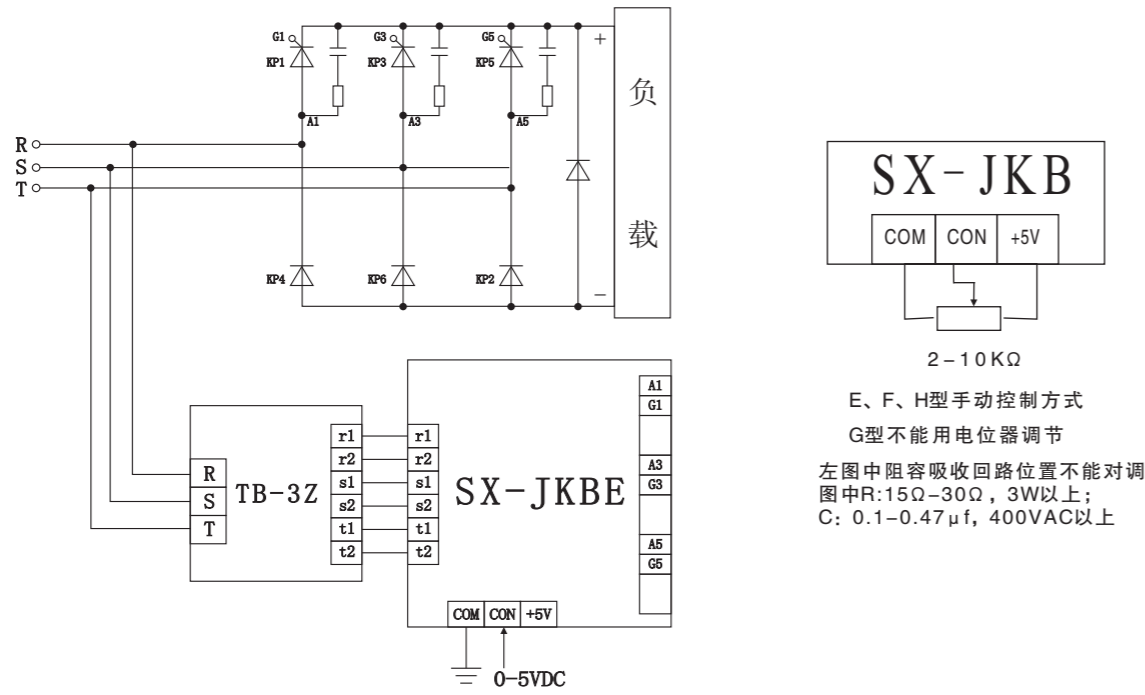 G1
G3
G5
KP1
KP3
KP5
+
负
载
A1
A3
A5
R
S
T
KP4
KP6
KP2
−
R
S
T
TB-3Z
r1
r2
s1
s2
t1
t2
r1
r2
s1
s2
t1
t2
SX-JKBE
A1
G1
A3
G3
A5
G5
COM CON +5V
0-5VDC
SX-JKB
COM CON +5V
2-10KΩ
E、F、H型手动控制方式
G型不能用电位器调节
左图中阻容吸收回路位置不能对调
图中R:15Ω-30Ω，3W以上；
C：0.1-0.47μf，400VAC以上